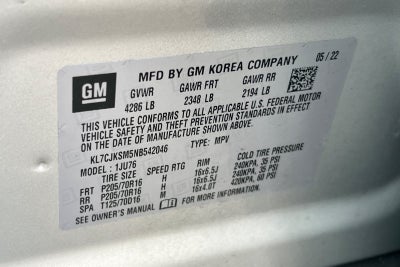 GM
MFD BY GM KOREA COMPANY 05 / 22
GVWR GAWR FRT GAWR RR
4286 LB 2348 LB 2194 LB
THIS VEHICLE CONFORMS TO ALL APPLICABLE U.S. FEDERAL MOTOR
VEHICLE SAFETY AND THEFT PREVENTION STANDARDS IN EFFECT
ON THE DATE OF MANUFACTURE SHOWN ABOVE.
KL7CJKSM5NB542046 TYPE: MPV
MODEL : 1JU76
TIRE SIZE SPEED RTG RIM COLD TIRE PRESSURE
FRT P205/70R16 H 16x6.5J 240KPA, 35 PSI
RR P205/70R16 H 16x6.5J 240KPA, 35 PSI
SPA T125/70D16 M 16x4.0T 420KPA, 60 PSI
SEE OWNER'S MANUAL FOR MORE INFORMATION.